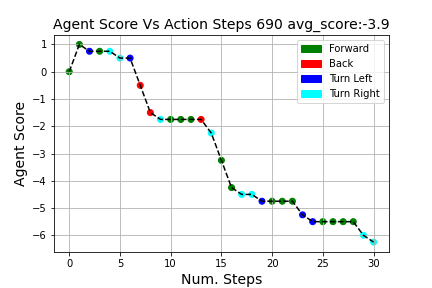 Agent Score Vs Action Steps 690 avg_score:-3.9
Forward
Back
Turn Left
Turn Right
1
0
−1
−2
−3
−4
−5
−6
Agent Score
0 5 10 15 20 25 30
Num. Steps